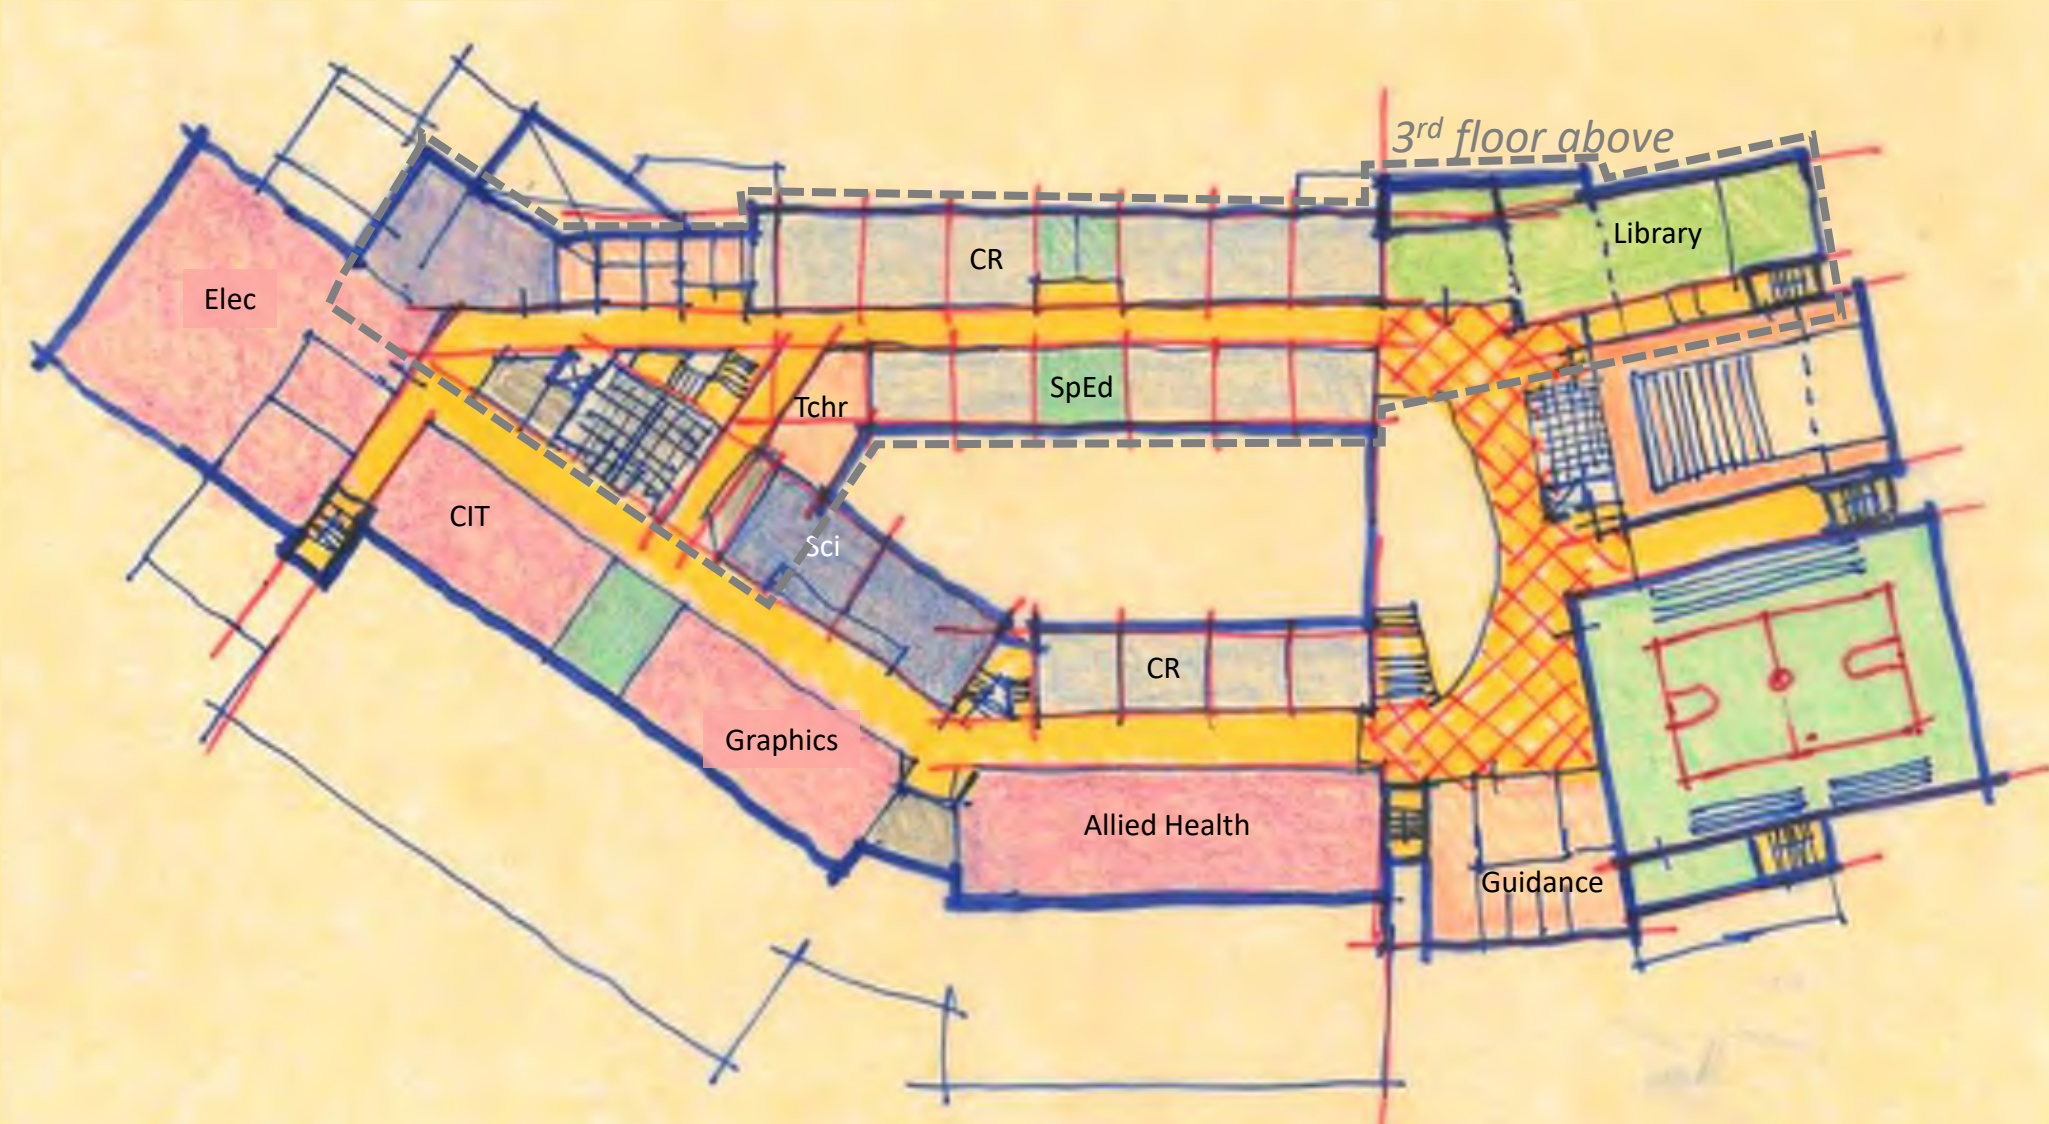 3rd floor above
Library
CR
Elec
SpEd
Tchr
CIT
Sci
CR
Graphics
Allied Health
Guidance